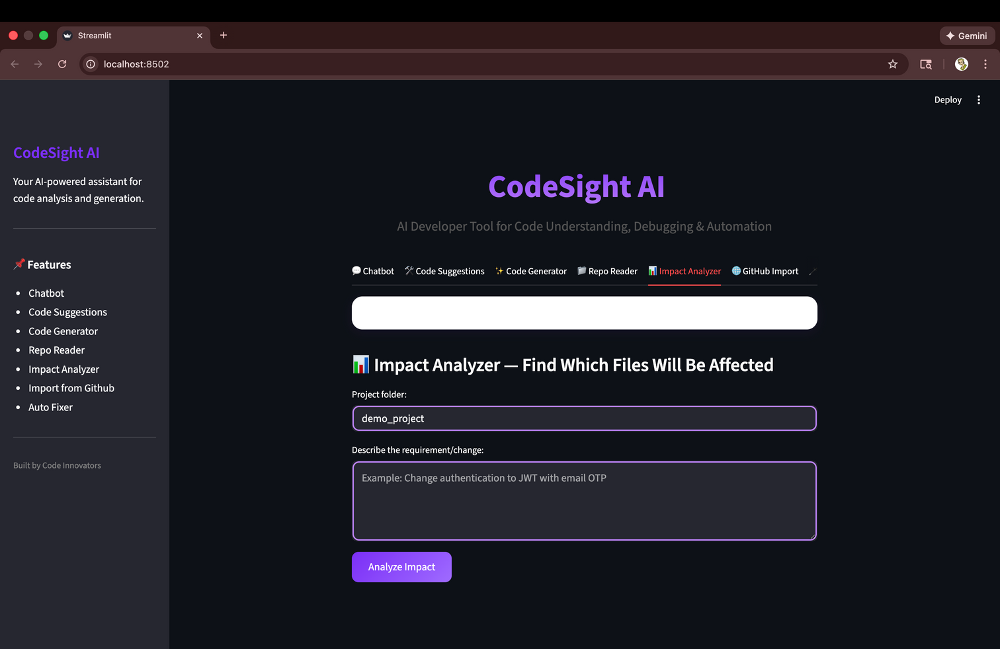 Streamlit
Gemini
localhost:8502
Deploy
CodeSight AI
Your AI-powered assistant for
code analysis and generation.
📌 Features
• Chatbot
• Code Suggestions
• Code Generator
• Repo Reader
• Impact Analyzer
• Import from Github
• Auto Fixer
Built by Code Innovators
CodeSight AI
AI Developer Tool for Code Understanding, Debugging & Automation
💬 Chatbot 🛠️ Code Suggestions ✨ Code Generator 📁 Repo Reader 📊 Impact Analyzer 🌐 GitHub Import
📊 Impact Analyzer — Find Which Files Will Be Affected
Project folder:
demo_project
Describe the requirement/change:
Example: Change authentication to JWT with email OTP
Analyze Impact